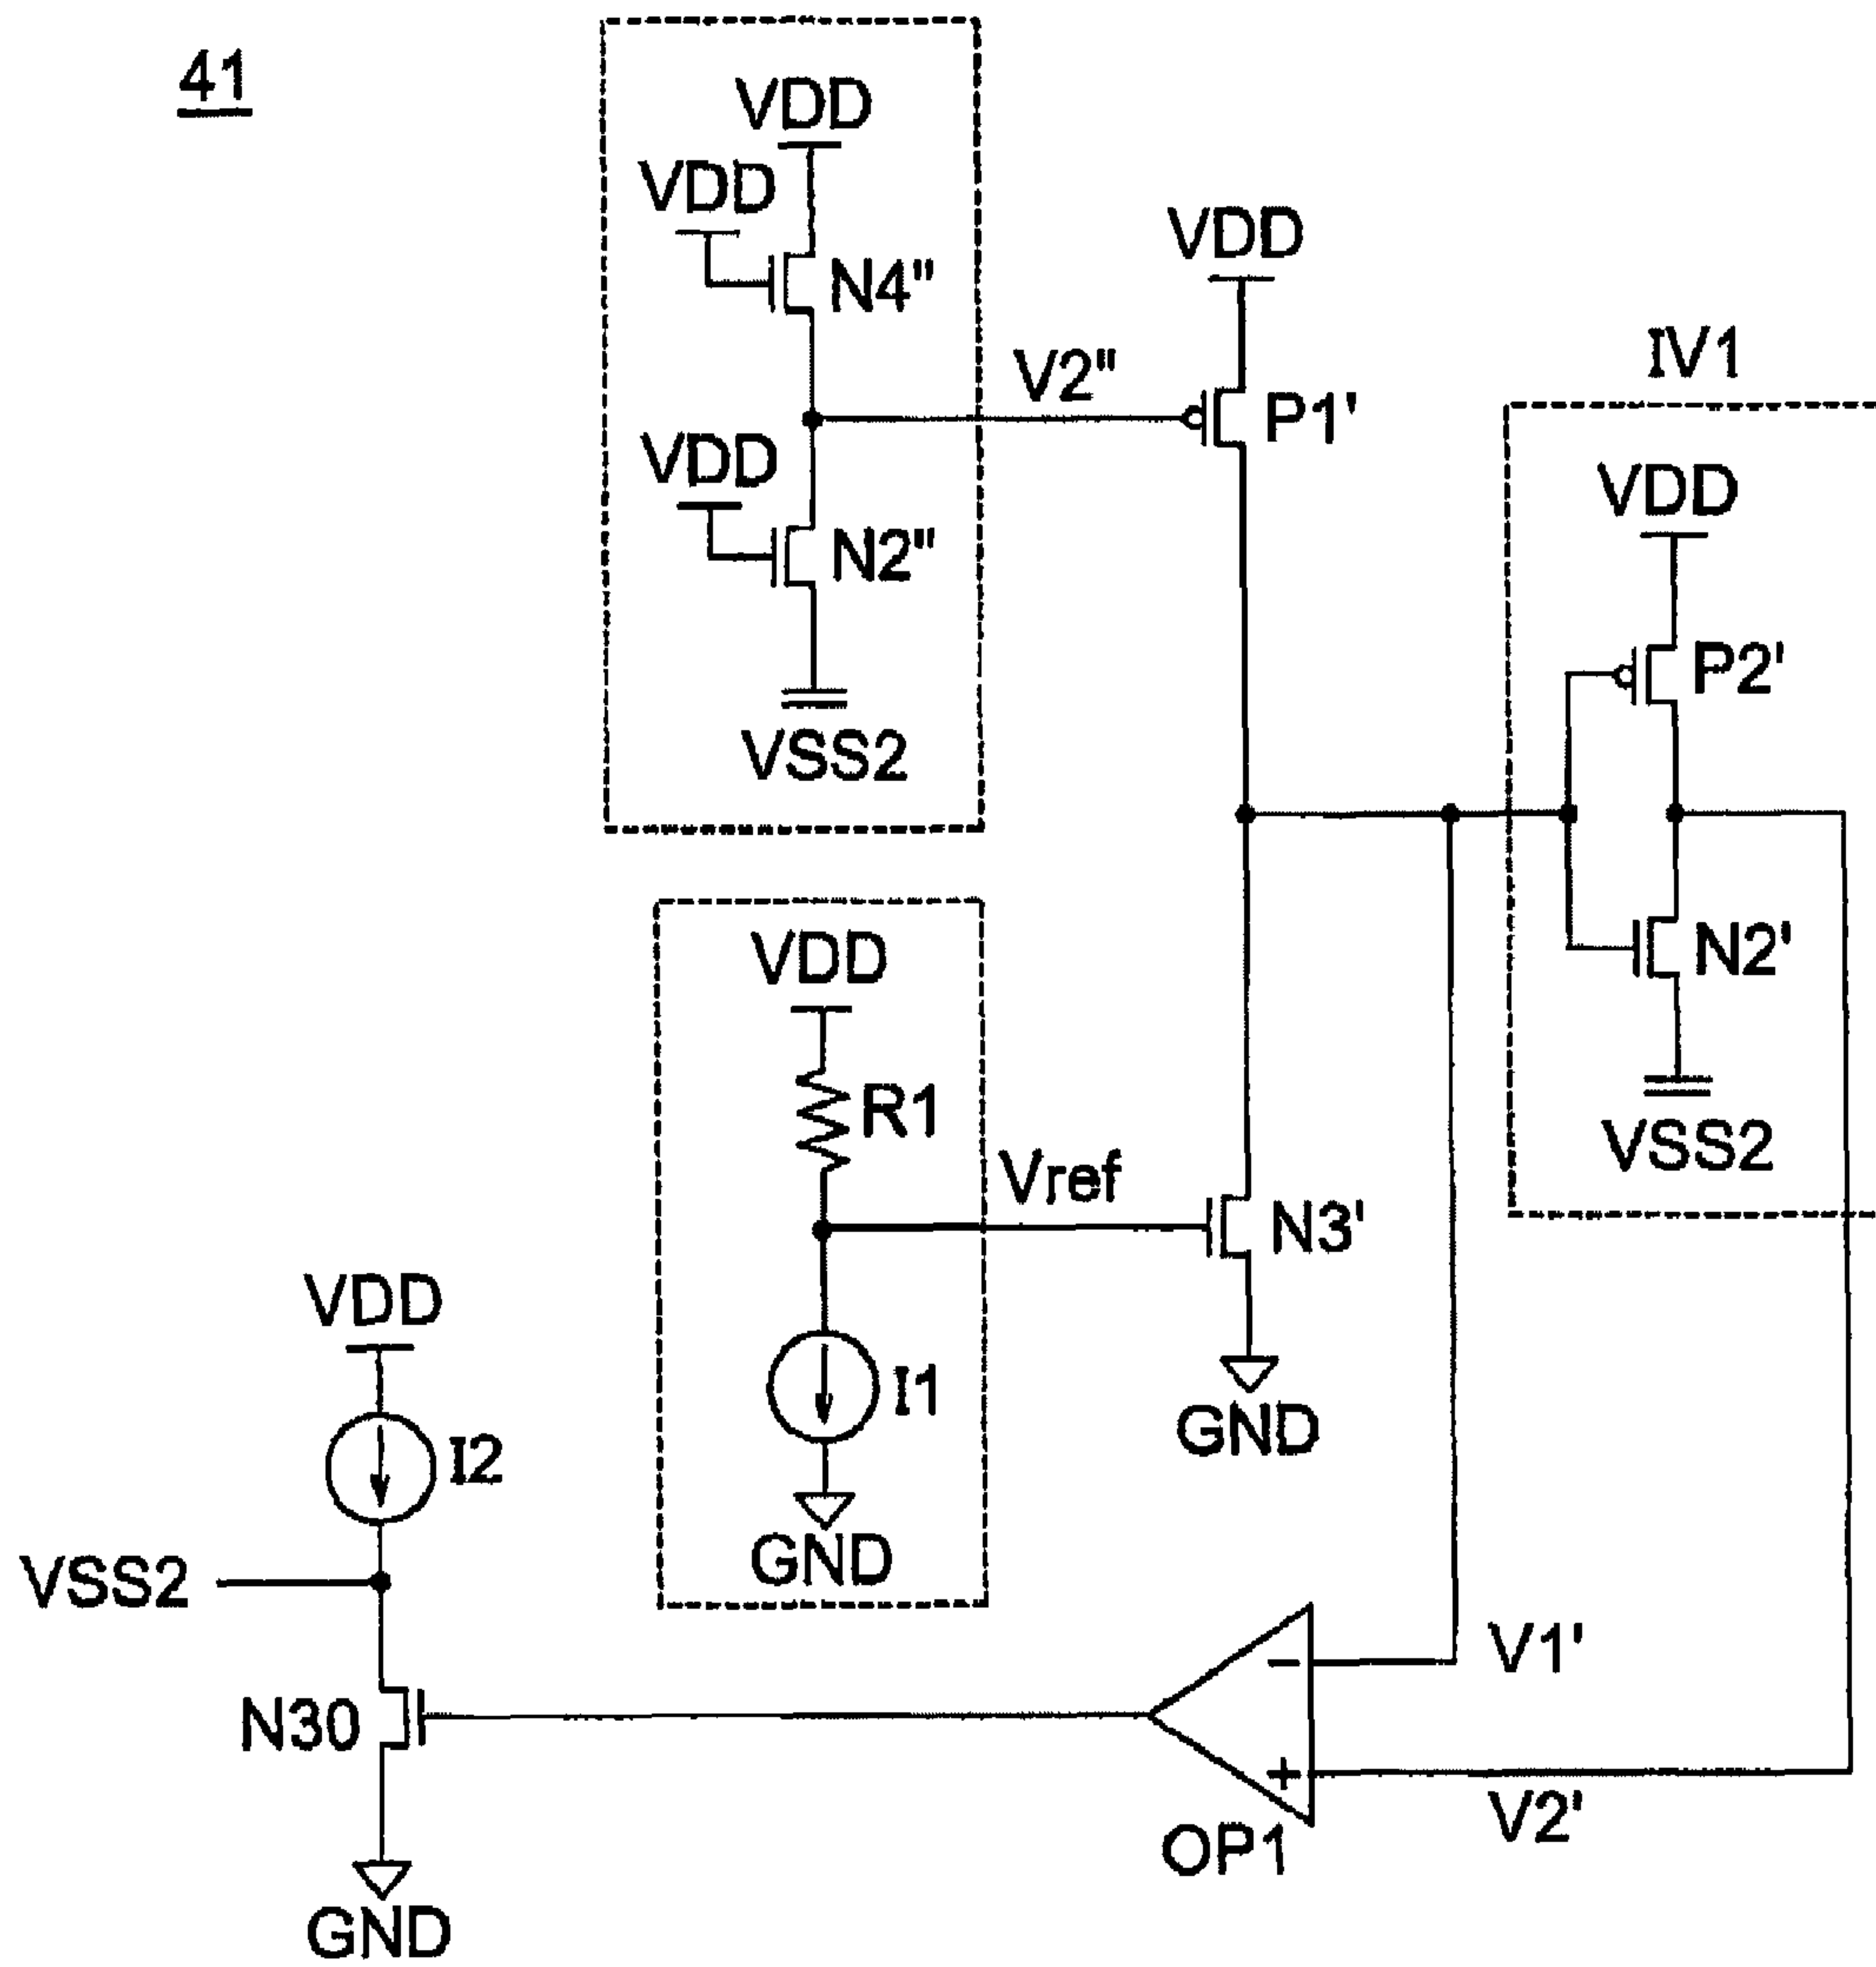 41
VDD
VDD
N4"
VDD
V2"
P1'
IV1
VDD
N2"
VDD
P2'
VSS2
VDD
N2'
R1
VSS2
Vref
N3'
VDD
I1
GND
I2
GND
VSS2
V1'
−
N30
+
V2'
OP1
GND